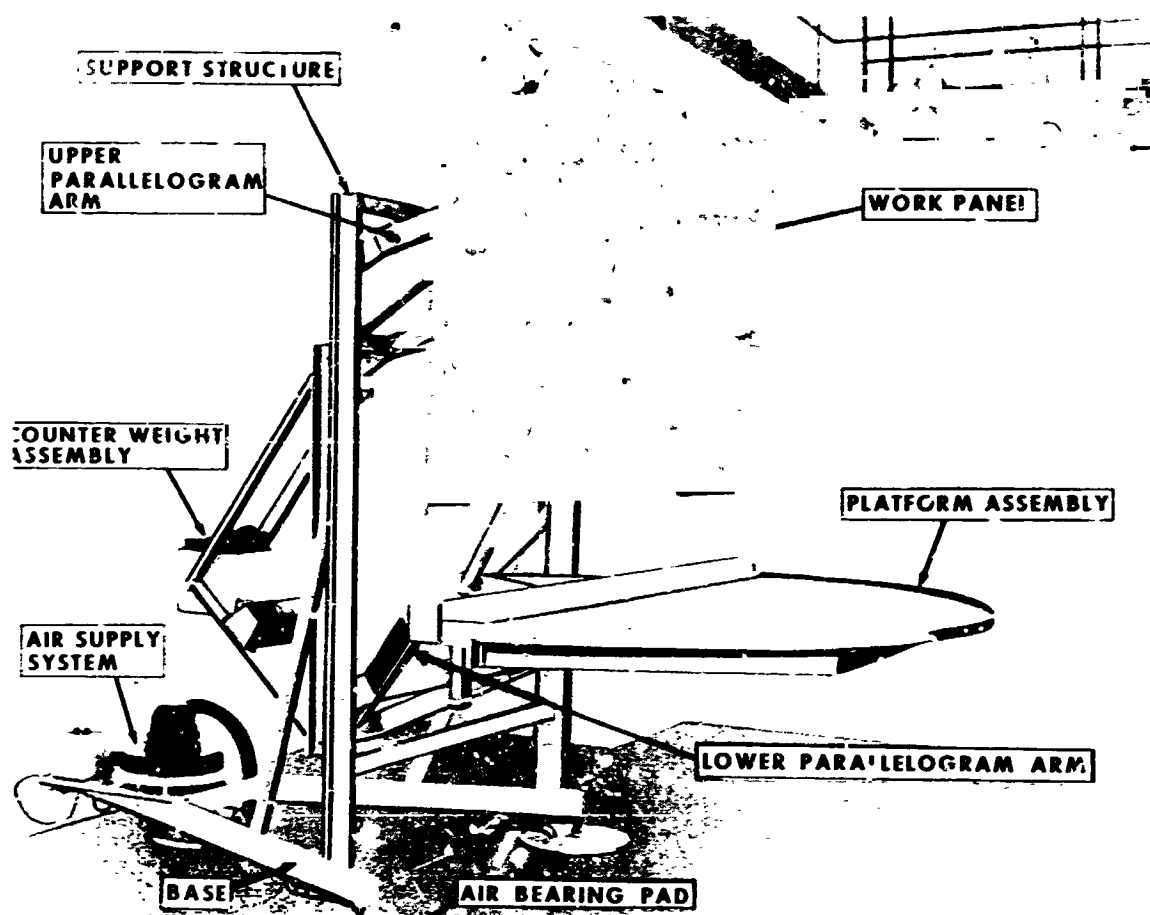 SUPPORT STRUCTURE
UPPER
PARALLELOGRAM
ARM
WORK PANEL
COUNTER WEIGHT
ASSEMBLY
PLATFORM ASSEMBLY
AIR SUPPLY
SYSTEM
LOWER PARALLELOGRAM ARM
BASE
AIR BEARING PAD